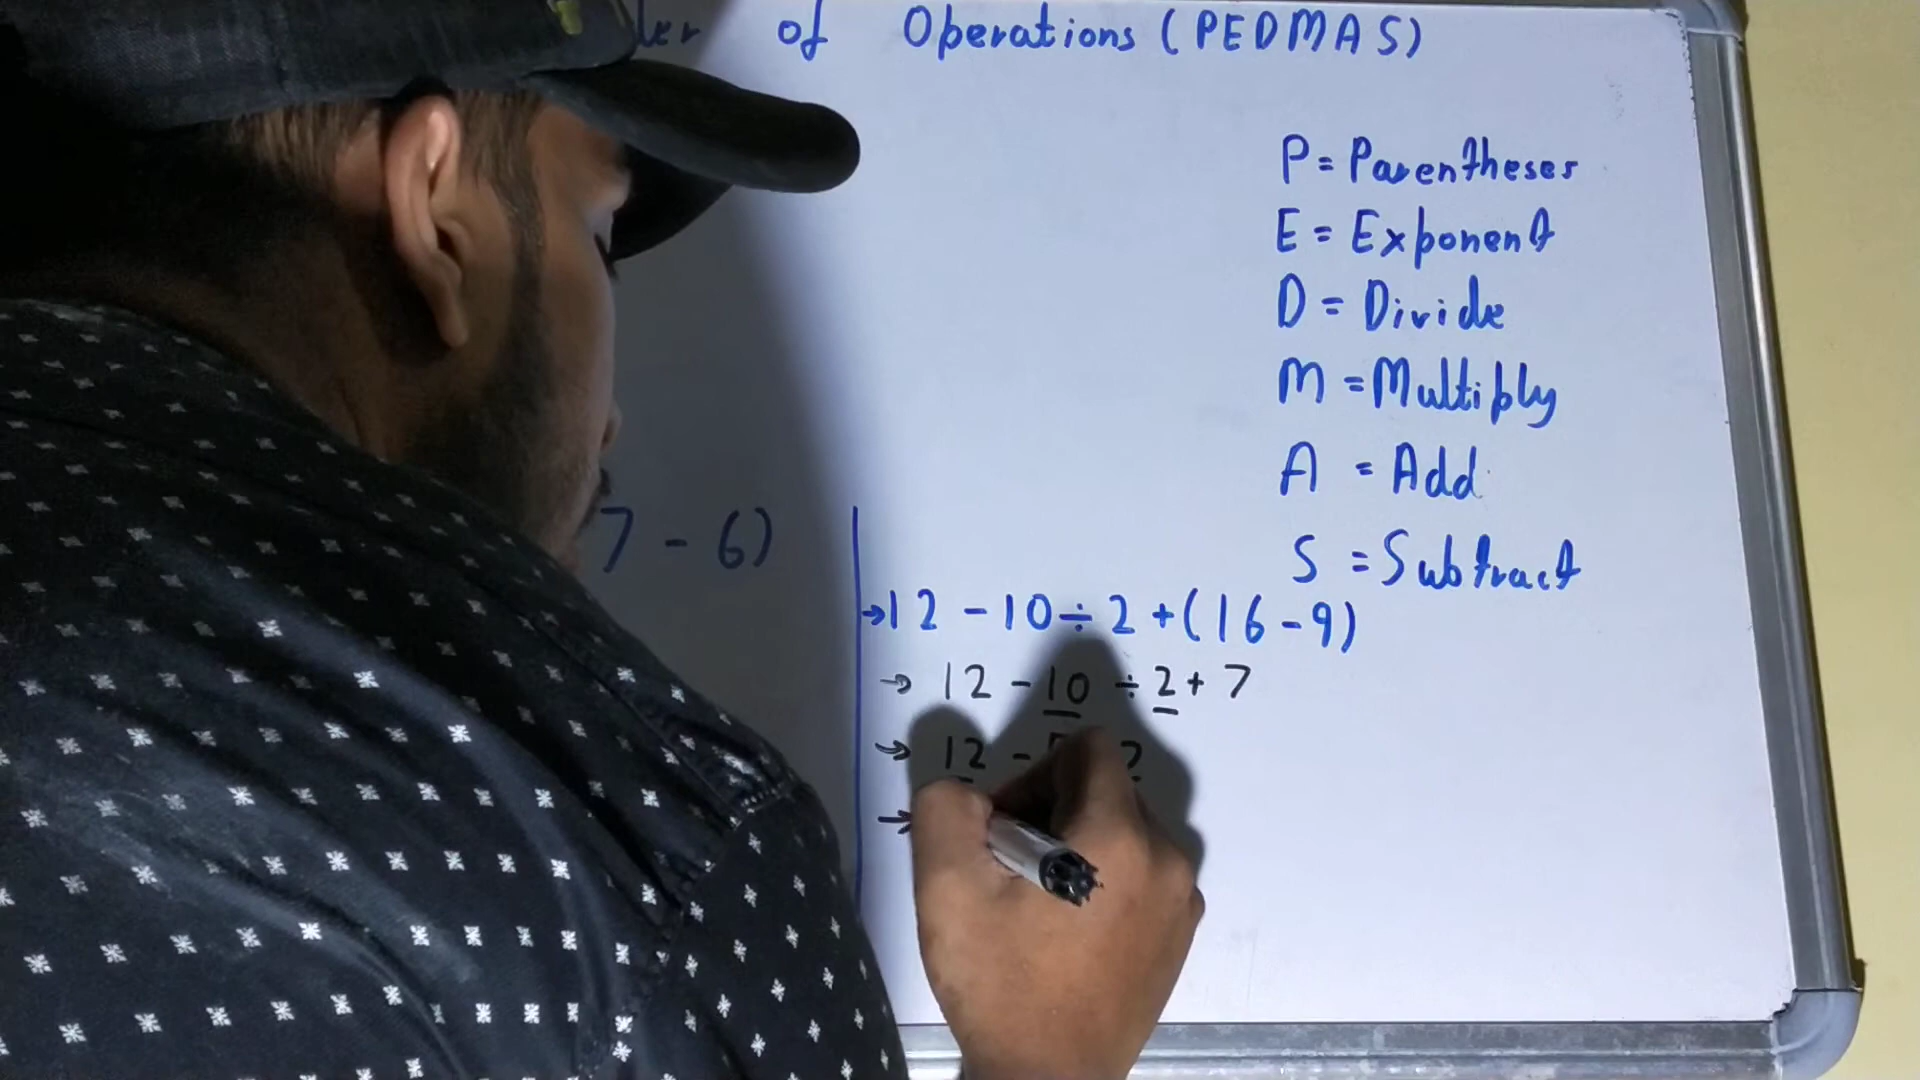 of Operations (PEDMAS)
P = Parentheses
E = Exponent
D = Divide
M = Multiply
A = Add
S = Subtract
7 - 6)
→ 12 - 10 ÷ 2 + (16 - 9)
→ 12 - 10 ÷ 2 + 7
→ 12 -
→